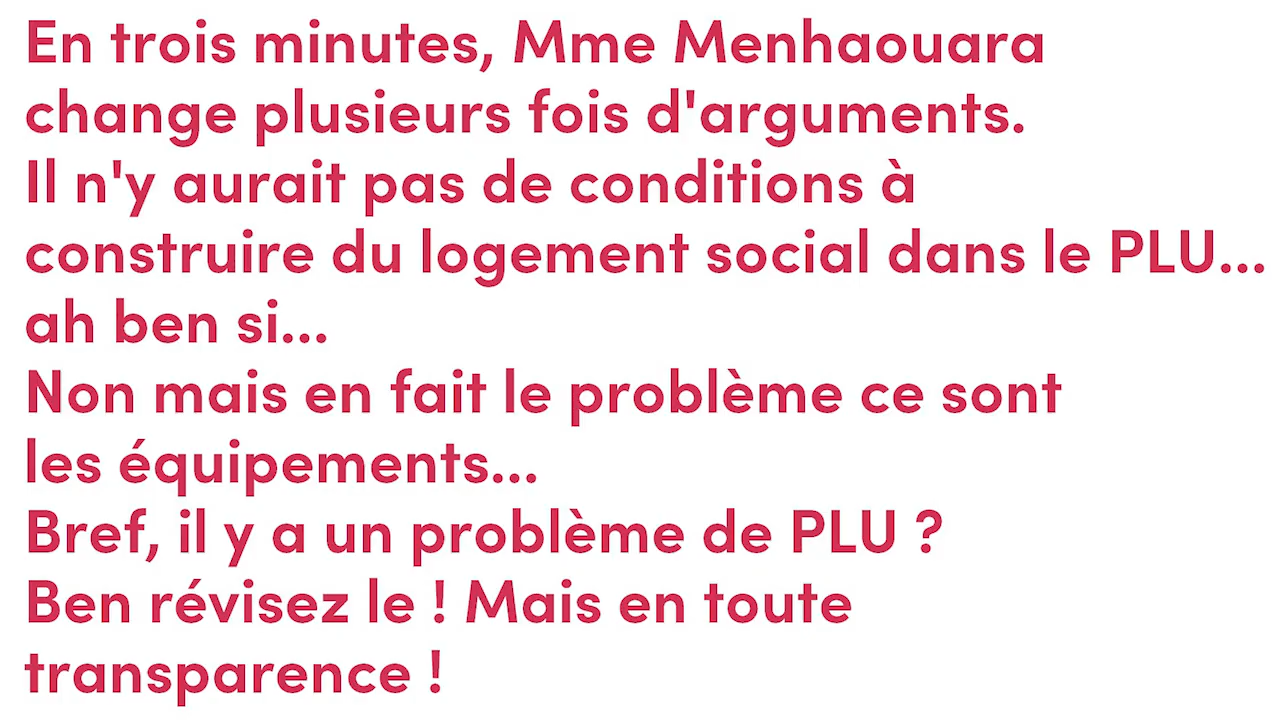 En trois minutes, Mme Menhaouara
change plusieurs fois d'arguments.
Il n'y aurait pas de conditions à
construire du logement social dans le PLU...
ah ben si...
Non mais en fait le problème ce sont
les équipements...
Bref, il y a un problème de PLU ?
Ben révisez le ! Mais en toute
transparence !